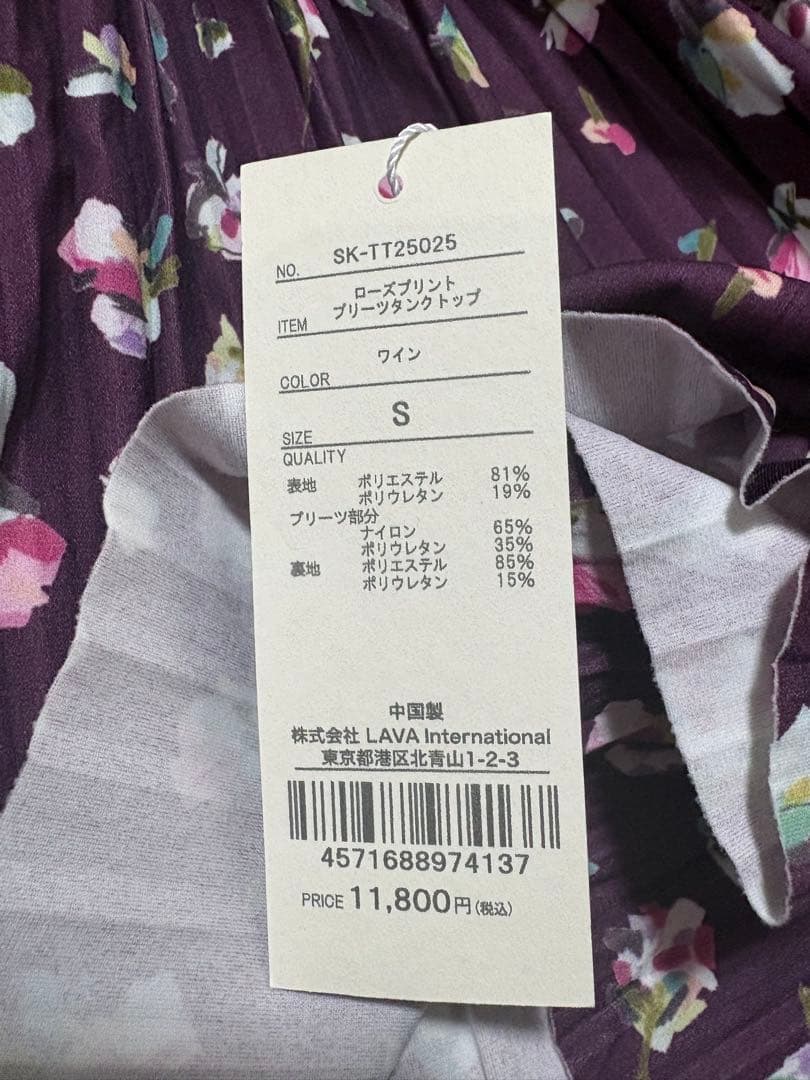 NO. SK-TT25025
ITEM ローズプリント
プリーツタンクトップ
COLOR ワイン
SIZE S
QUALITY
表地 ポリエステル 81%
ポリウレタン 19%
プリーツ部分
ナイロン 65%
ポリウレタン 35%
裏地 ポリエステル 85%
ポリウレタン 15%
中国製
株式会社 LAVA International
東京都港区北青山1-2-3
4571688974137
PRICE 11,800円(税込)